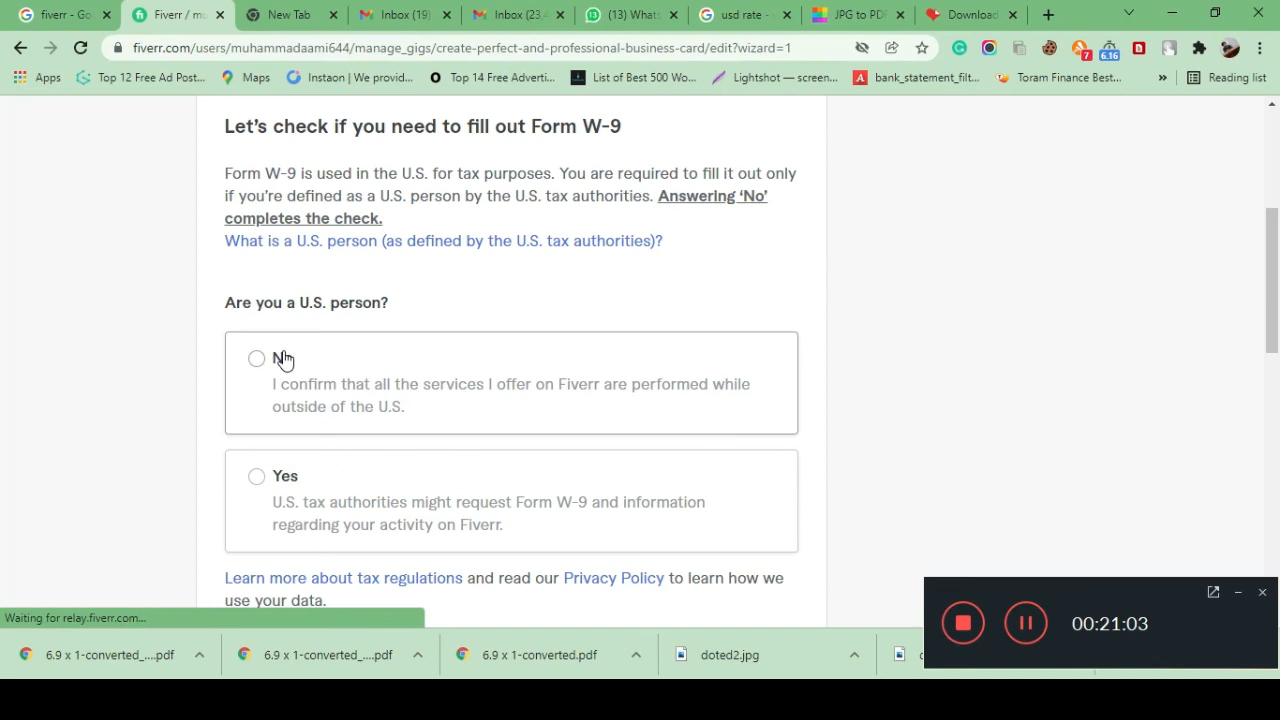 fiverr - Go
Fiverr / m
New Tab
Inbox (19)
Inbox (23,
(13) Whats
usd rate -
JPG to PDF
Download
fiverr.com/users/muhammadaami644/manage_gigs/create-perfect-and-professional-business-card/edit?wizard=1
7
6.16
Apps
Top 12 Free Ad Post...
Maps
Instaon | We provid...
Top 14 Free Adverti...
List of Best 500 Wo...
Lightshot — screen...
bank_statement_filt...
Toram Finance Best...
»
Reading list
Let's check if you need to fill out Form W-9
Form W-9 is used in the U.S. for tax purposes. You are required to fill it out only
if you're defined as a U.S. person by the U.S. tax authorities. Answering 'No'
completes the check.
What is a U.S. person (as defined by the U.S. tax authorities)?
Are you a U.S. person?
No
I confirm that all the services I offer on Fiverr are performed while
outside of the U.S.
Yes
U.S. tax authorities might request Form W-9 and information
regarding your activity on Fiverr.
Learn more about tax regulations and read our Privacy Policy to learn how we
use your data.
Waiting for relay.fiverr.com...
00:21:03
6.9 x 1-converted_....pdf
6.9 x 1-converted_....pdf
6.9 x 1-converted.pdf
doted2.jpg